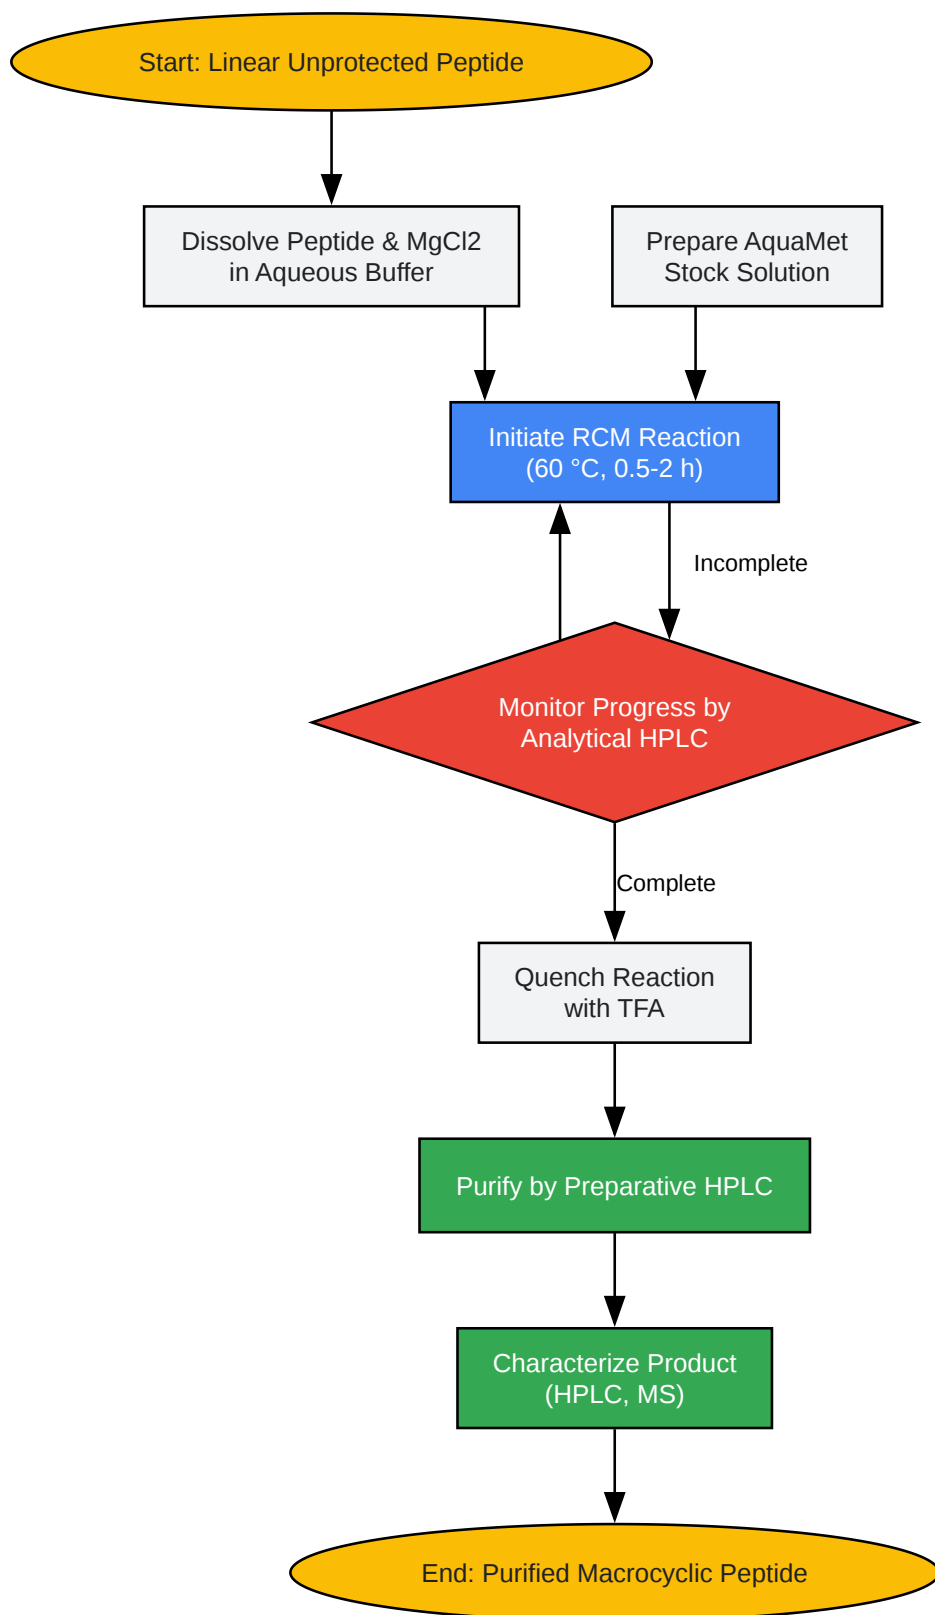 Start: Linear Unprotected Peptide
Dissolve Peptide & MgCl2
in Aqueous Buffer
Prepare AquaMet
Stock Solution
Initiate RCM Reaction
(60 °C, 0.5-2 h)
Incomplete
Monitor Progress by
Analytical HPLC
Complete
Quench Reaction
with TFA
Purify by Preparative HPLC
Characterize Product
(HPLC, MS)
End: Purified Macrocyclic Peptide